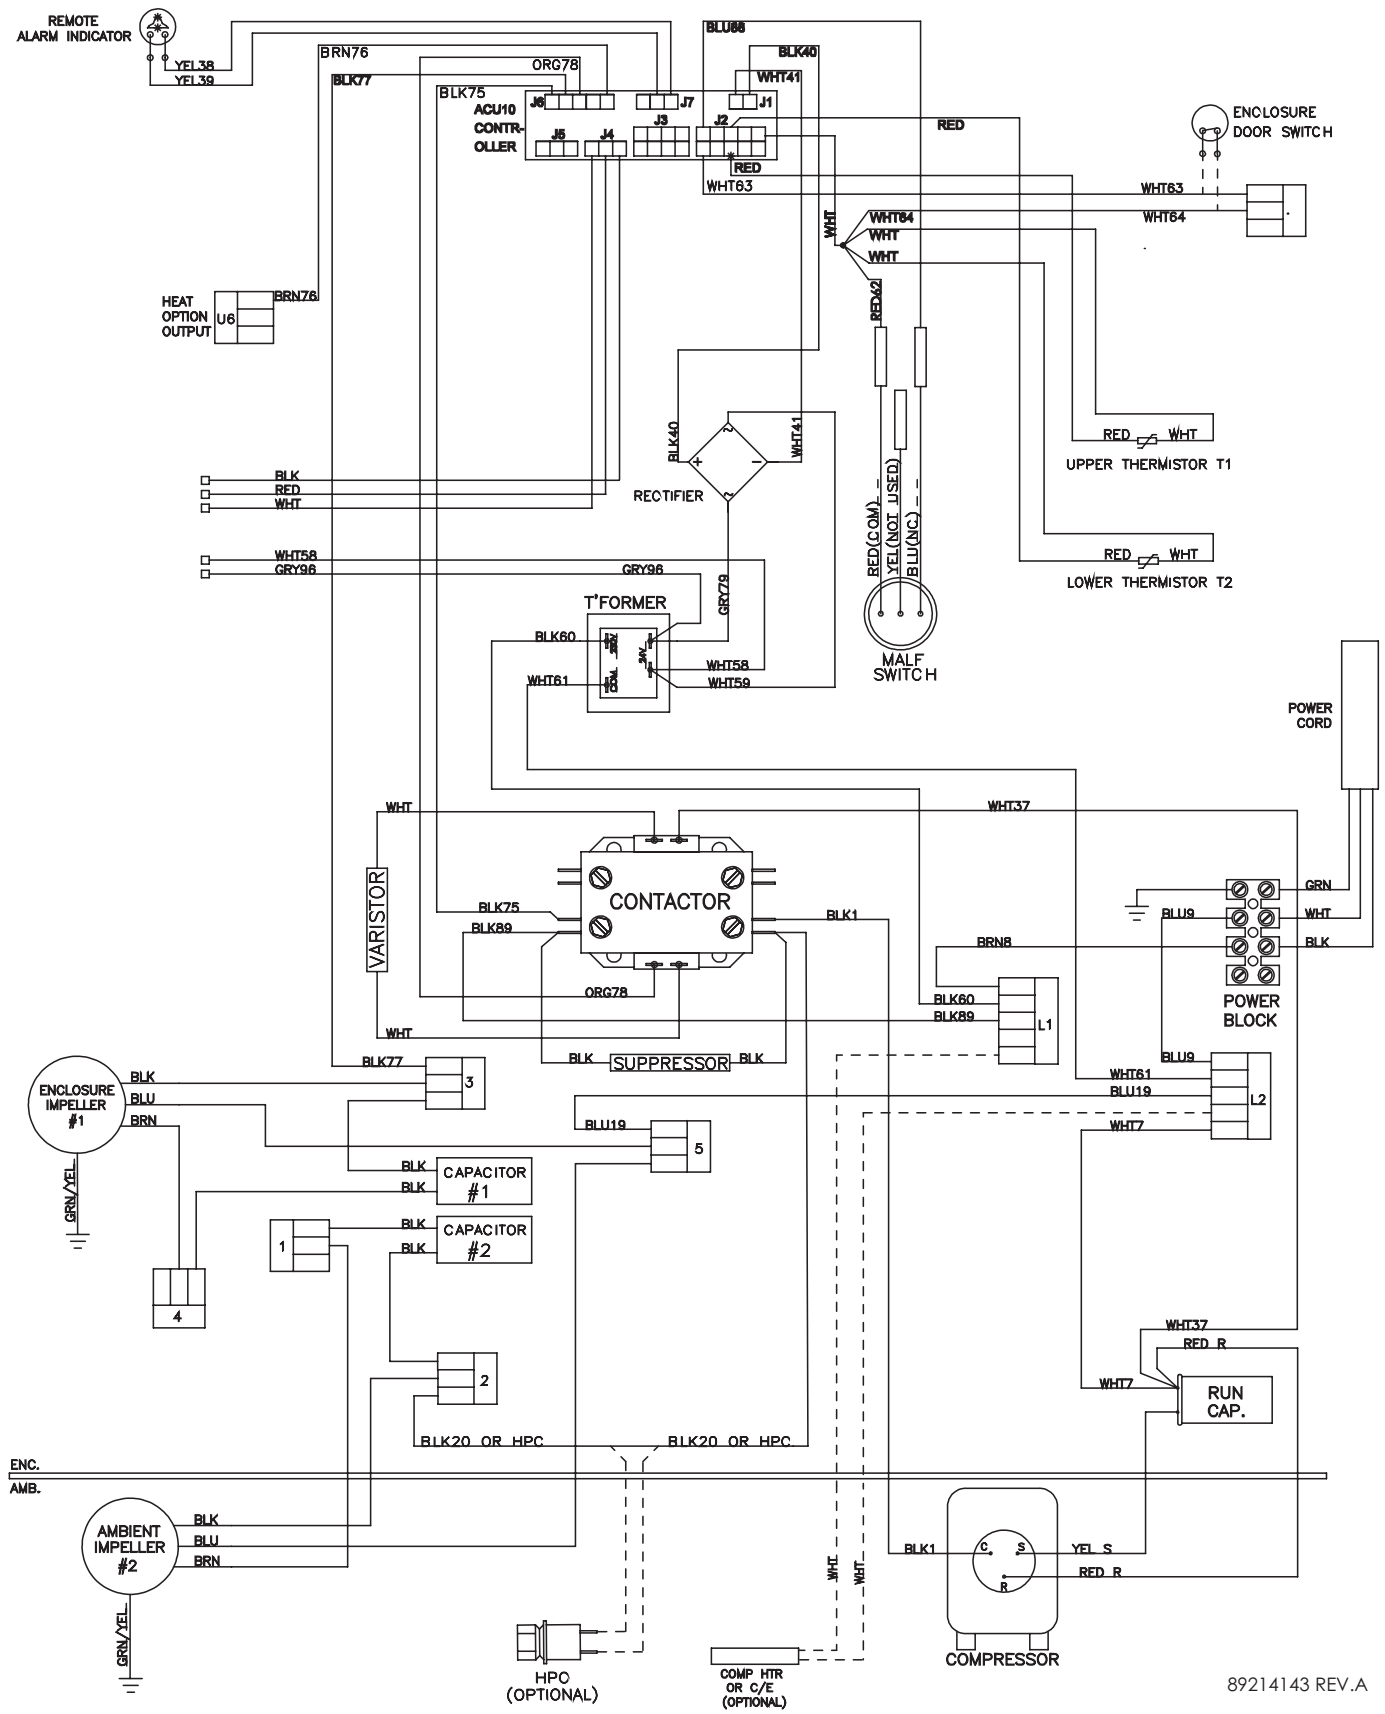 REMOTE
ALARM INDICATOR
YEL38
YEL39
BRN76
ORG78
BLK77
BLK75
BLU66
BLK40
WHT41
J6
J7
J1
ACU10
CONTR-
OLLER
J5
J4
J3
J2
RED
RED
WHT63
ENCLOSURE
DOOR SWITCH
WHT63
WHT64
WHT
WHT64
WHT
WHT
RED62
HEAT
OPTION
OUTPUT
U6
BRN76
BLK40
WHT41
RECTIFIER
~
+
−
~
RED(COM)
YEL(NOT USED)
BLU(NC)
RED
WHT
UPPER THERMISTOR T1
RED
WHT
LOWER THERMISTOR T2
BLK
RED
WHT
WHT58
GRY96
GRY96
GRY79
T'FORMER
BLK60
WHT61
230V
COM
24V
WHT58
WHT59
MALF
SWITCH
POWER
CORD
WHT
WHT37
VARISTOR
CONTACTOR
BLK75
BLK89
BLK1
ORG78
WHT
BLK
SUPPRESSOR
BLK
GRN
BLU9
WHT
BRN8
BLK
POWER
BLOCK
BLK60
BLK89
L1
BLU9
WHT61
BLU19
WHT7
L2
BLK77
3
ENCLOSURE
IMPELLER
#1
BLK
BLU
BRN
GRN/YEL
BLU19
5
BLK
BLK
CAPACITOR
#1
BLK
BLK
CAPACITOR
#2
1
4
2
BLK20 OR HPC
BLK20 OR HPC
WHT37
RED R
WHT7
RUN
CAP.
ENC.
AMB.
AMBIENT
IMPELLER
#2
BLK
BLU
BRN
GRN/YEL
WHT
WHT
BLK1
C
S
R
YEL S
RED R
COMPRESSOR
HPO
(OPTIONAL)
COMP HTR
OR C/E
(OPTIONAL)
89214143 REV.A